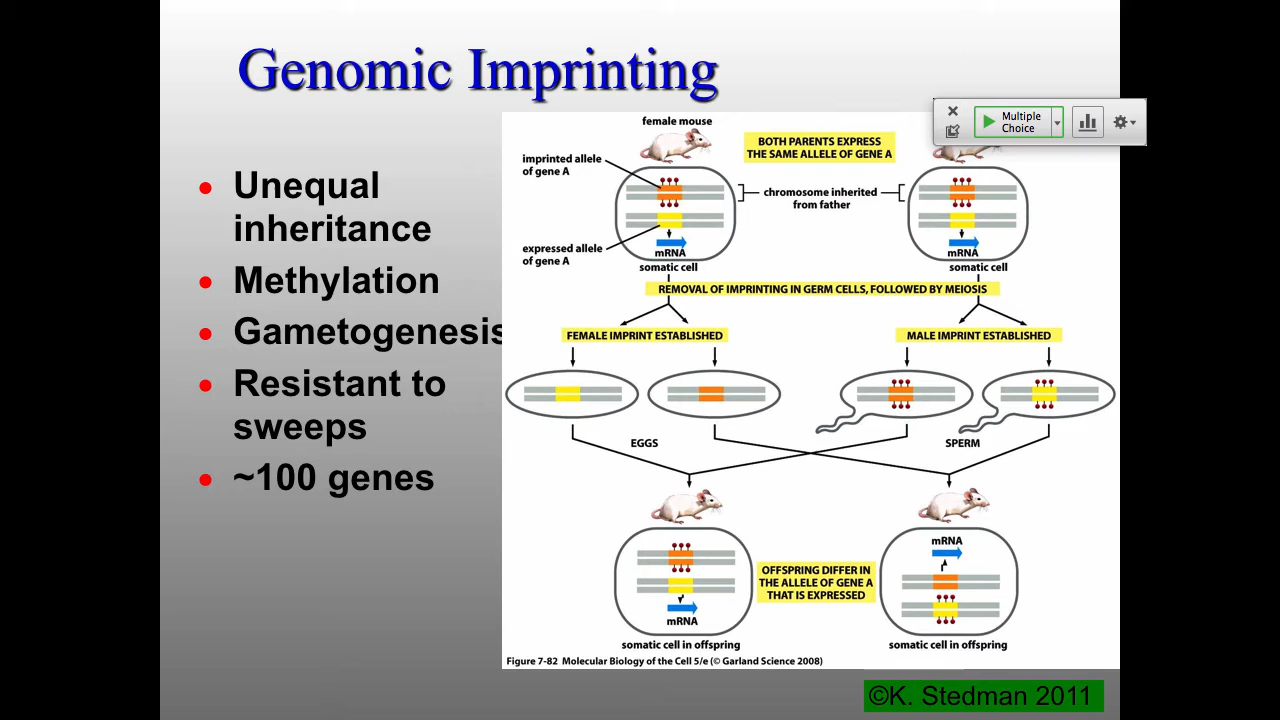 Genomic Imprinting
Unequal
inheritance
Methylation
Gametogenesis
Resistant to
sweeps
~100 genes
Multiple
Choice
female mouse
BOTH PARENTS EXPRESS
THE SAME ALLELE OF GENE A
imprinted allele
of gene A
chromosome inherited
from father
expressed allele
of gene A
mRNA
mRNA
somatic cell
somatic cell
REMOVAL OF IMPRINTING IN GERM CELLS, FOLLOWED BY MEIOSIS
FEMALE IMPRINT ESTABLISHED
MALE IMPRINT ESTABLISHED
EGGS
SPERM
mRNA
OFFSPRING DIFFER IN
THE ALLELE OF GENE A
THAT IS EXPRESSED
mRNA
somatic cell in offspring
somatic cell in offspring
Figure 7-82 Molecular Biology of the Cell 5/e (© Garland Science 2008)
©K. Stedman 2011